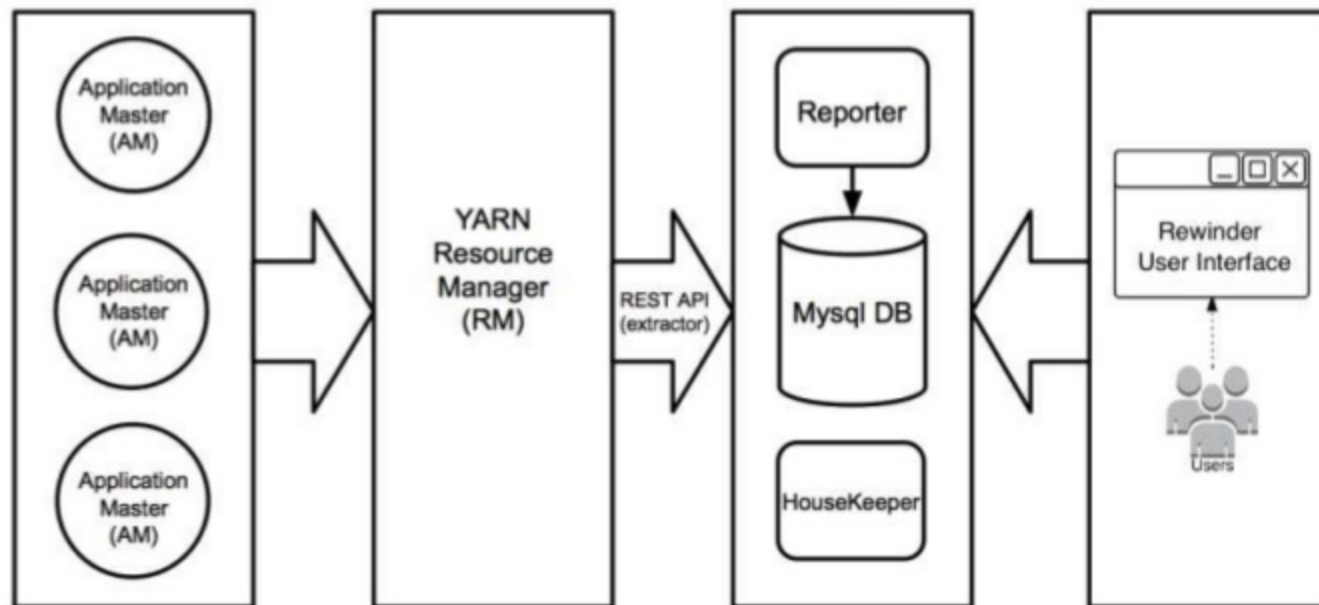 Application
Master
(AM)
Application
Master
(AM)
Application
Master
(AM)
YARN
Resource
Manager
(RM)
REST API
(extractor)
Reporter
Mysql DB
HouseKeeper
Rewinder
User Interface
Users